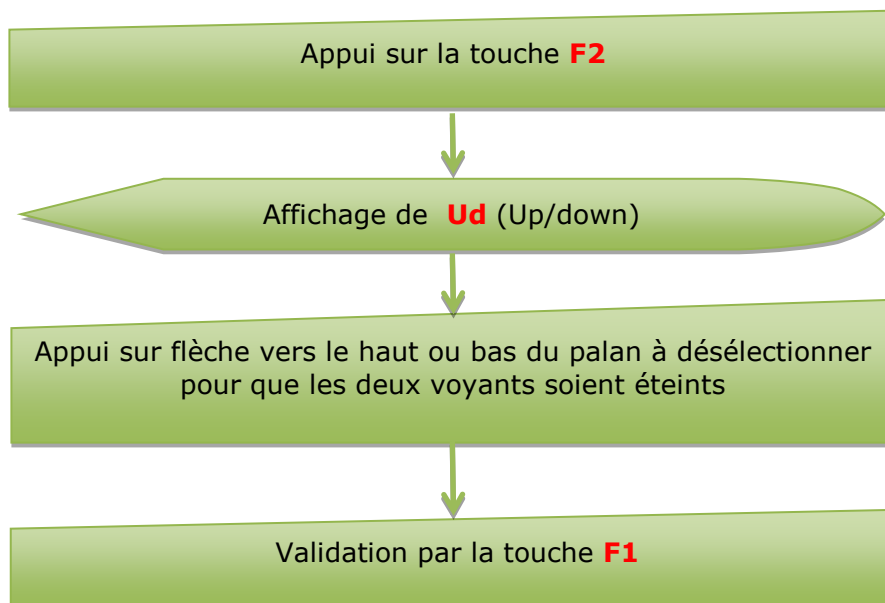 Appui sur la touche F2
Affichage de Ud (Up/down)
Appui sur flèche vers le haut ou bas du palan à désélectionner
pour que les deux voyants soient éteints
Validation par la touche F1